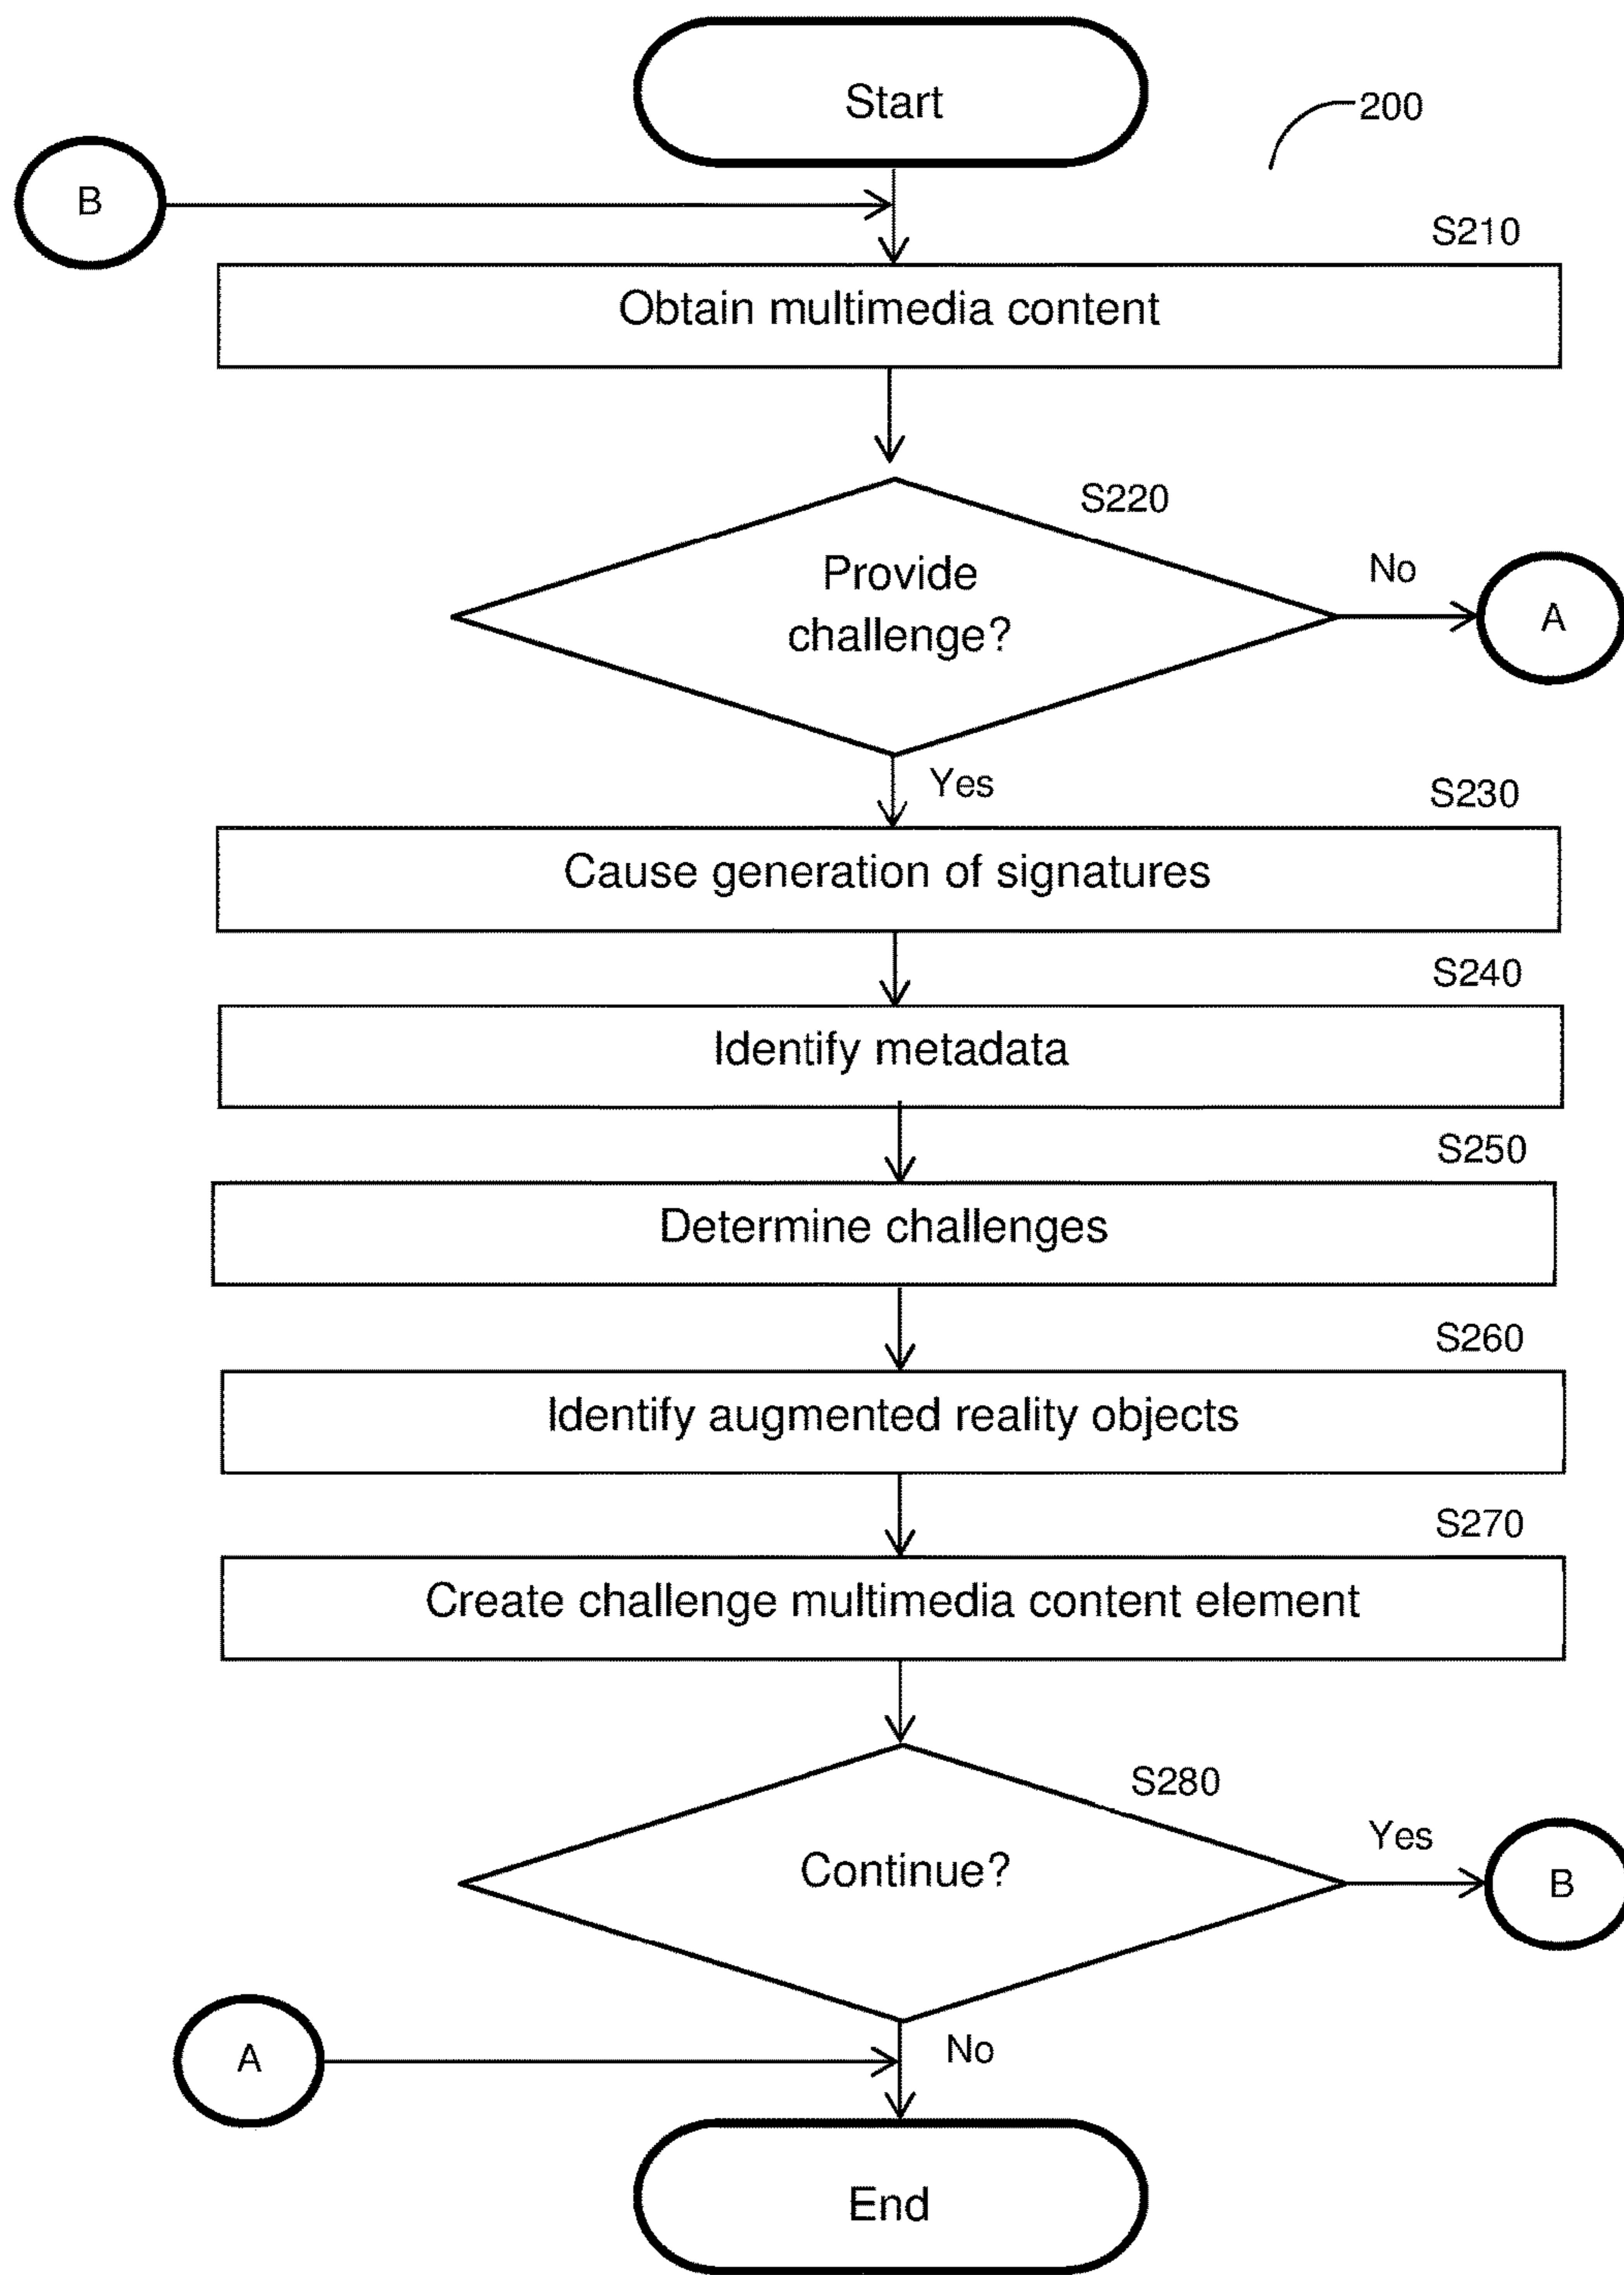 Start
200
B
S210
Obtain multimedia content
S220
Provide
challenge?
No
A
Yes
S230
Cause generation of signatures
S240
Identify metadata
S250
Determine challenges
S260
Identify augmented reality objects
S270
Create challenge multimedia content element
S280
Continue?
Yes
B
No
A
End